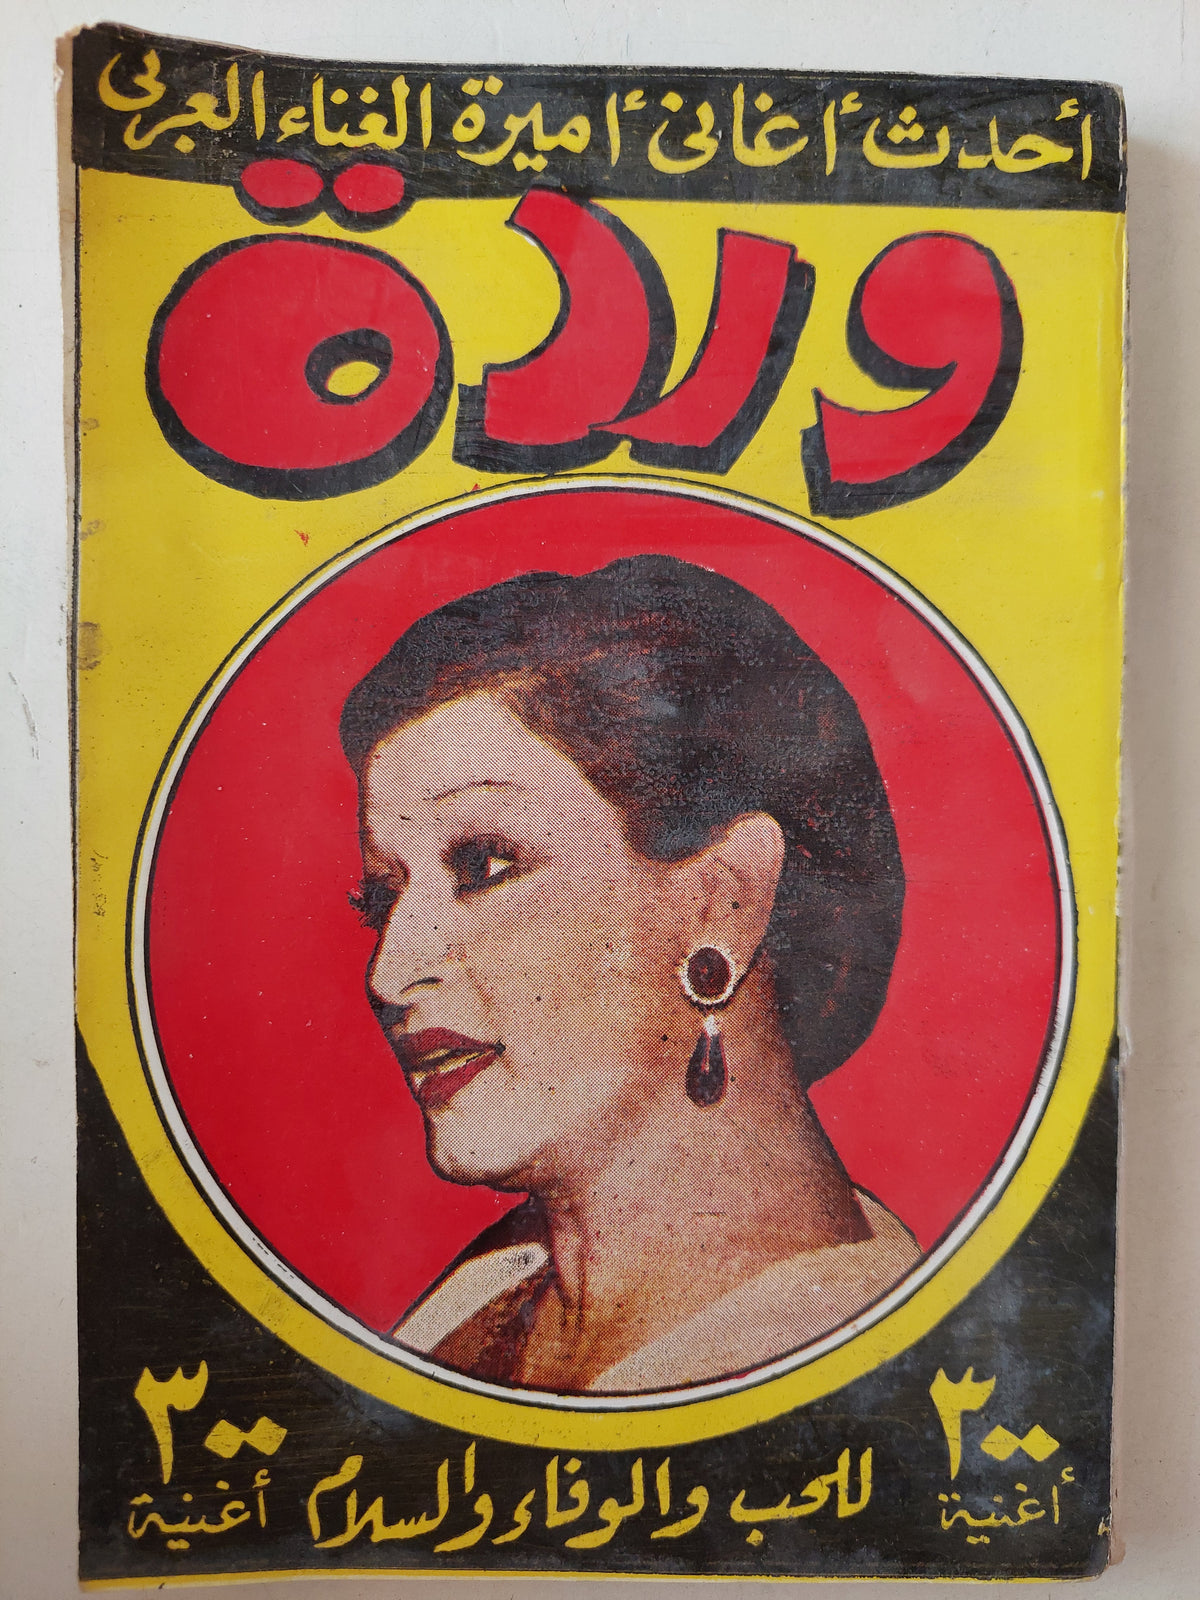 أحدث أغانى أميرة الغناء العربى
وردة
٣٠٠
أغنية
للحب والوفاء والسلام
٣٠٠
أغنية